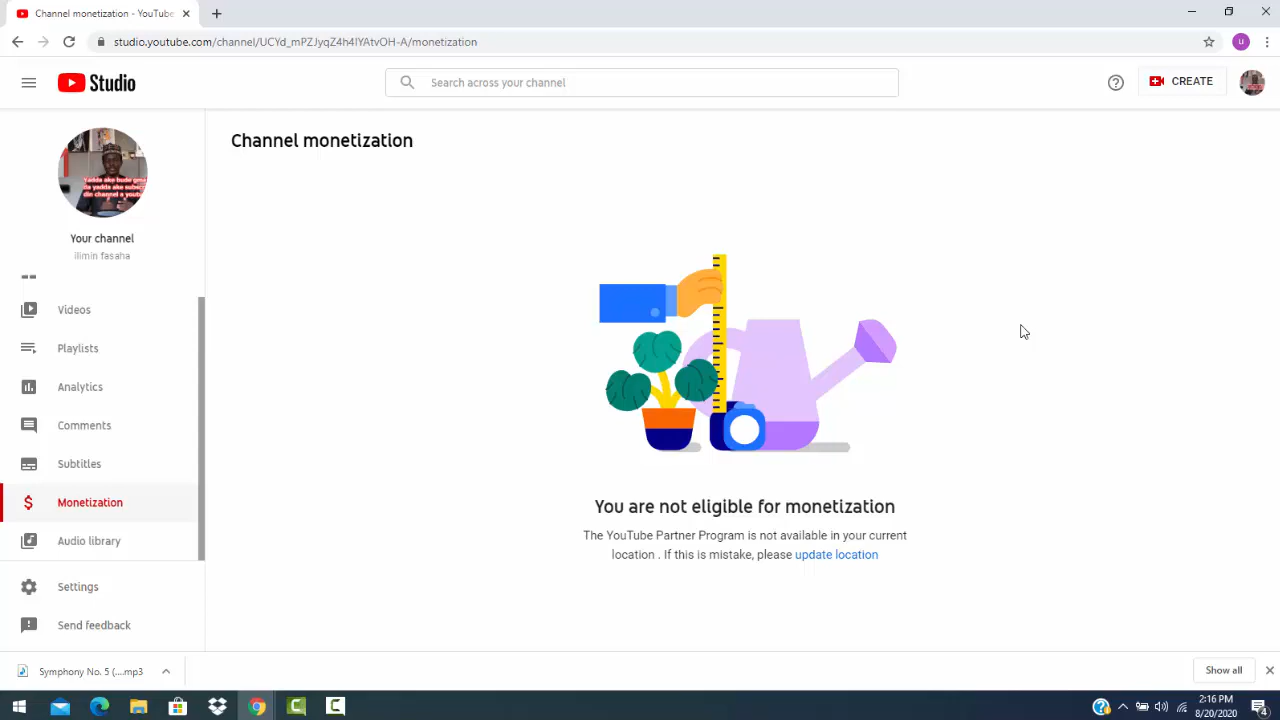 Channel monetization - YouTube
studio.youtube.com/channel/UCYd_mPZJyqZ4h4IYAtvOH-A/monetization
u
Studio
Search across your channel
CREATE
Channel monetization
Your channel
ilimin fasaha
Videos
Playlists
Analytics
Comments
Subtitles
Monetization
Audio library
Settings
Send feedback
You are not eligible for monetization
The YouTube Partner Program is not available in your current
location . If this is mistake, please update location
Symphony No. 5 (....mp3
Show all
2:16 PM
8/20/2020
4